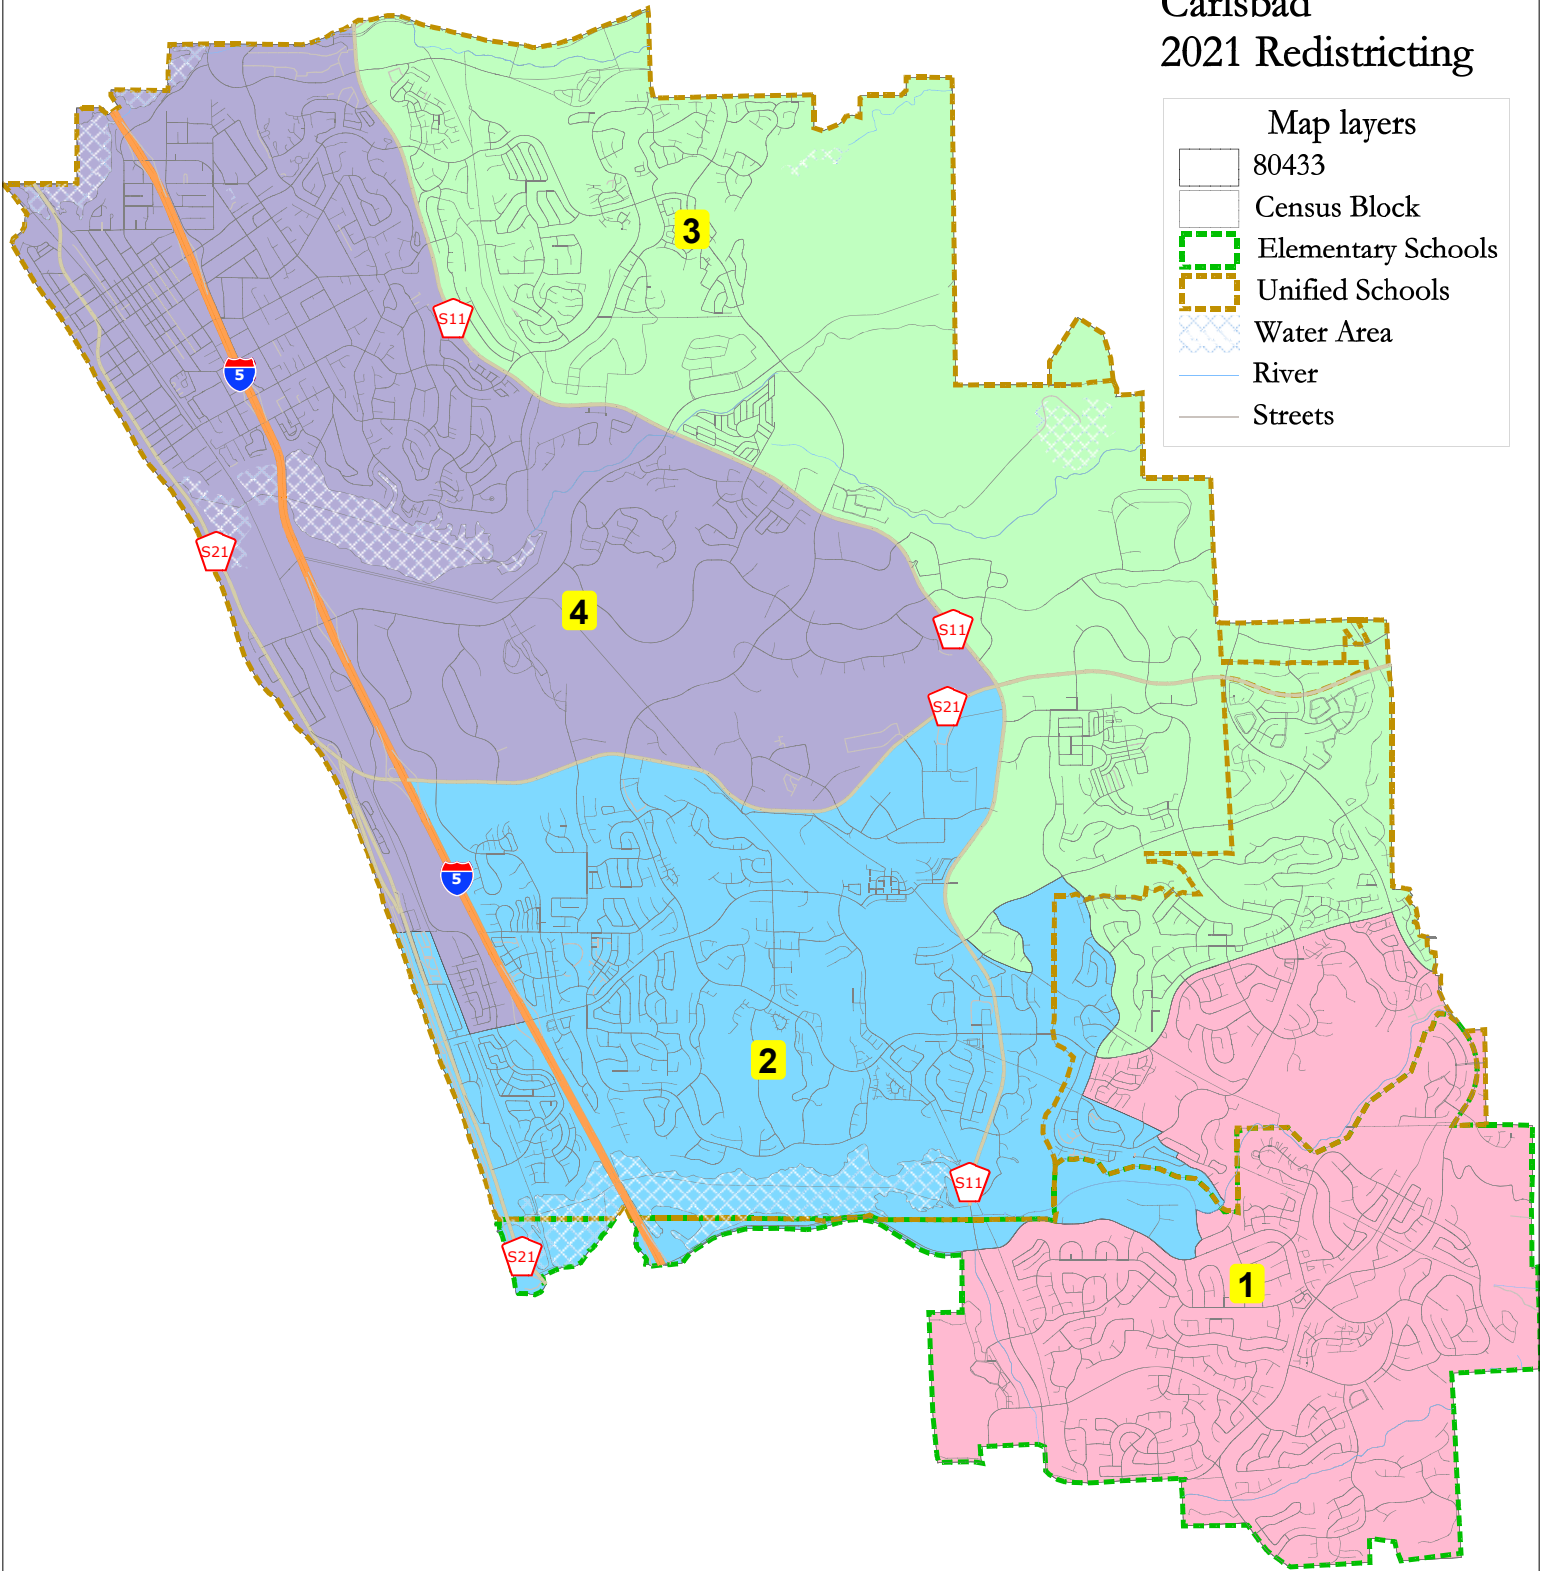 Carlsbad
2021 Redistricting
Map layers
80433
Census Block
Elementary Schools
Unified Schools
Water Area
River
Streets
3
S11
5
S21
4
S11
S21
5
2
S11
S21
1